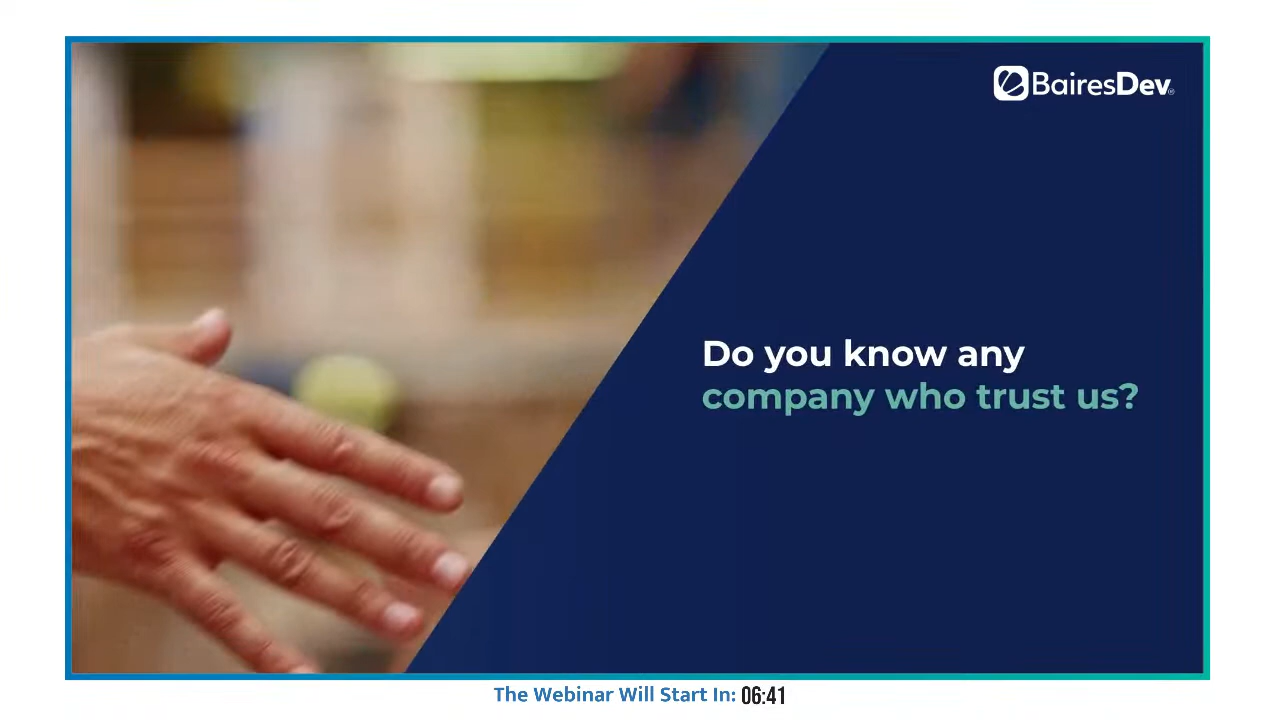 BairesDev®
Do you know any
company who trust us?
The Webinar Will Start In: 06:41